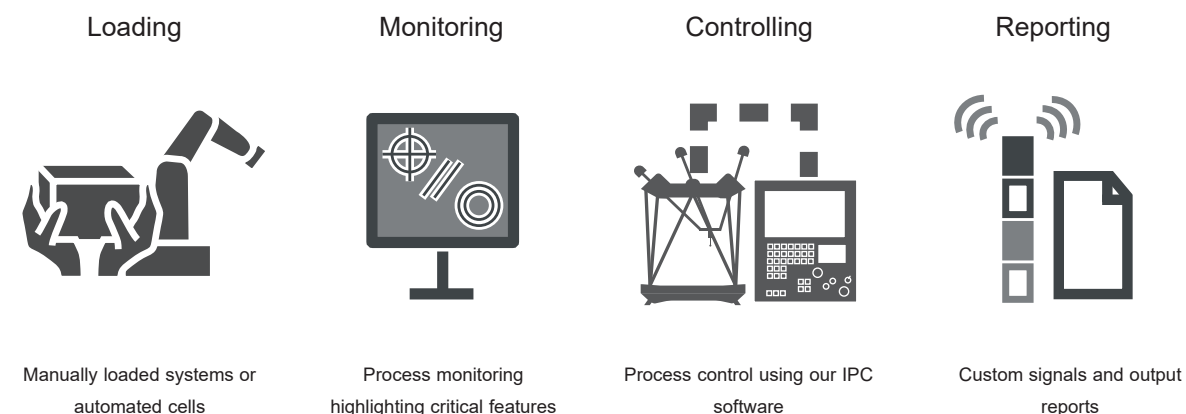 Loading
Monitoring
Controlling
Reporting
Manually loaded systems or
automated cells
Process monitoring
highlighting critical features
Process control using our IPC
software
Custom signals and output
reports